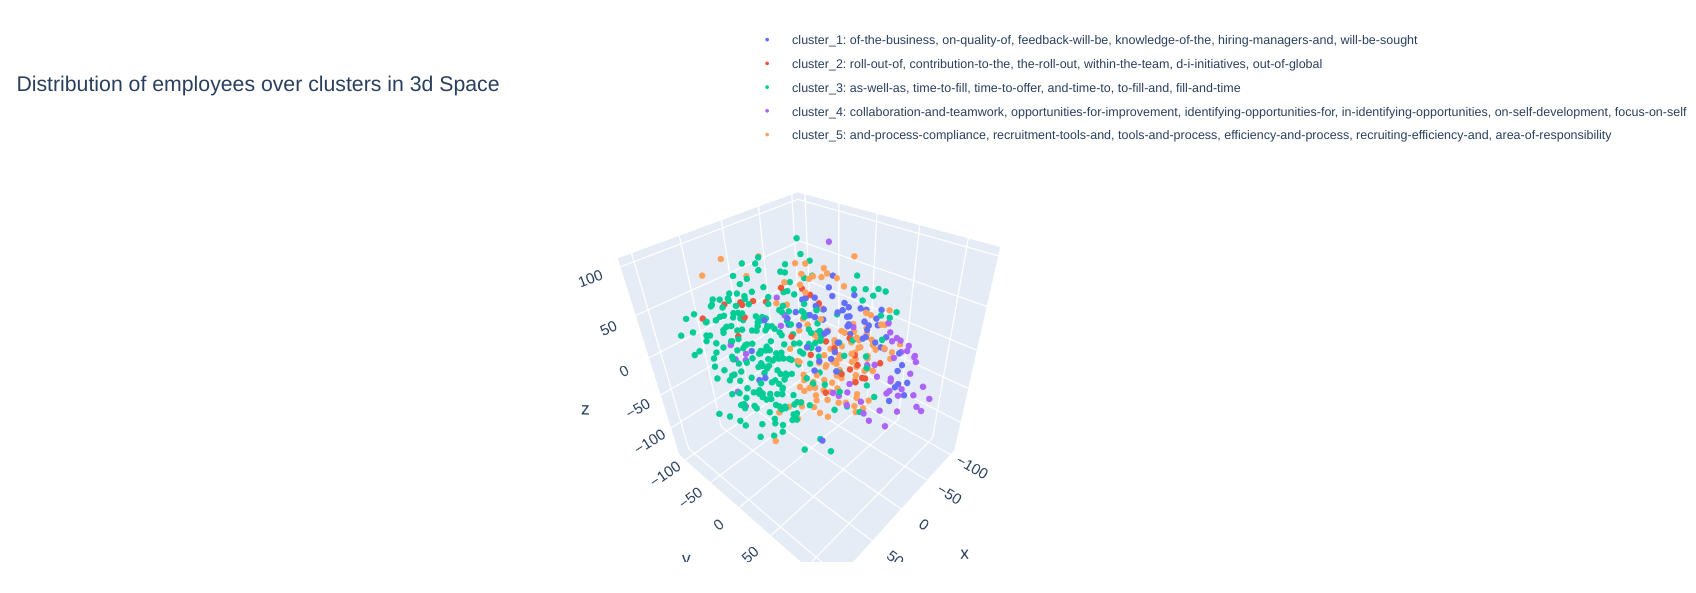 cluster_1: of-the-business, on-quality-of, feedback-will-be, knowledge-of-the, hiring-managers-and, will-be-sought
cluster_2: roll-out-of, contribution-to-the, the-roll-out, within-the-team, d-i-initiatives, out-of-global
Distribution of employees over clusters in 3d Space
cluster_3: as-well-as, time-to-fill, time-to-offer, and-time-to, to-fill-and, fill-and-time
cluster_4: collaboration-and-teamwork, opportunities-for-improvement, identifying-opportunities-for, in-identifying-opportunities, on-self-development, focus-on-self
cluster_5: and-process-compliance, recruitment-tools-and, tools-and-process, efficiency-and-process, recruiting-efficiency-and, area-of-responsibility
100
50
0
−50
−100
z
−100
−50
0
50
y
−100
−50
0
50
x